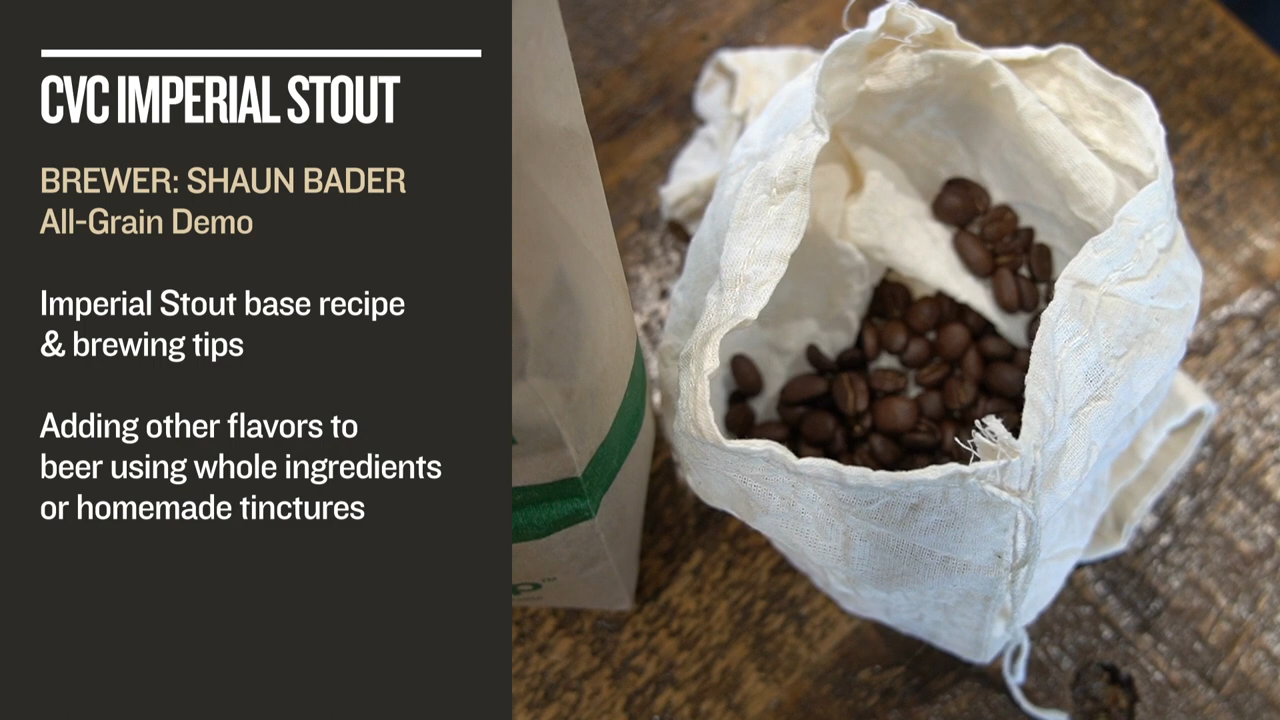 CVC IMPERIAL STOUT
BREWER: SHAUN BADER
All-Grain Demo
Imperial Stout base recipe
& brewing tips
Adding other flavors to
beer using whole ingredients
or homemade tinctures